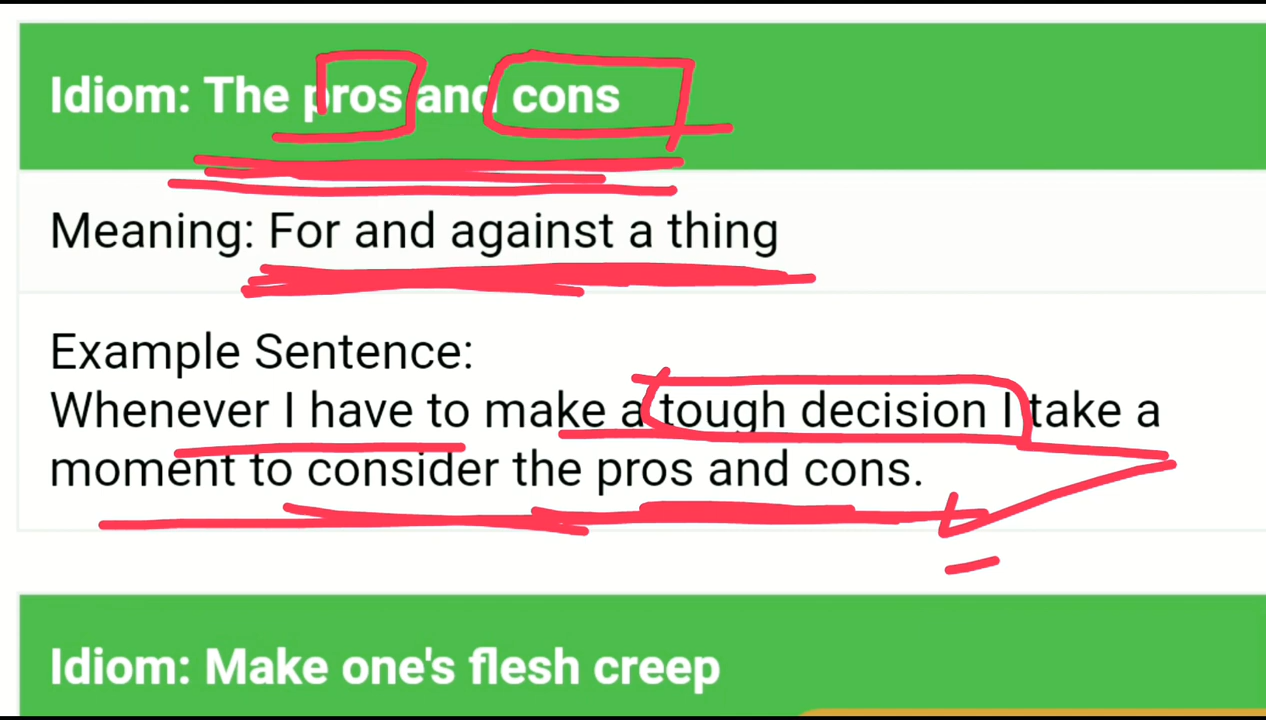 Idiom: The pros and cons
Meaning: For and against a thing
Example Sentence:
Whenever I have to make a tough decision I take a
moment to consider the pros and cons.
Idiom: Make one's flesh creep